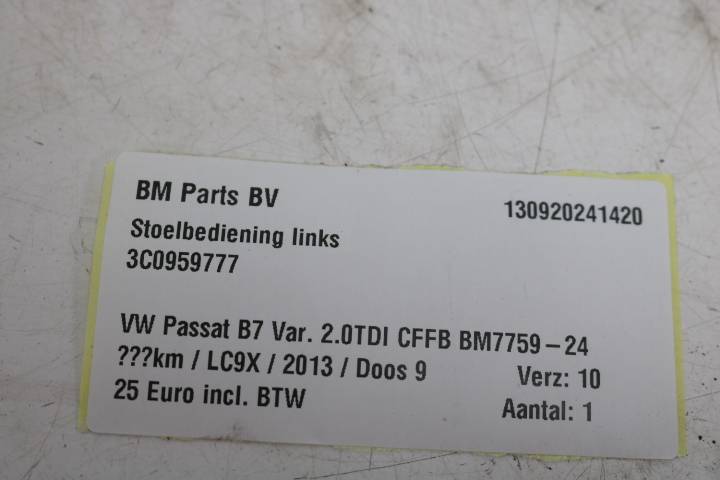 BM Parts BV
130920241420
Stoelbediening links
3C0959777
VW Passat B7 Var. 2.0TDI CFFB BM7759-24
???km / LC9X / 2013 / Doos 9
Verz: 10
25 Euro incl. BTW
Aantal: 1